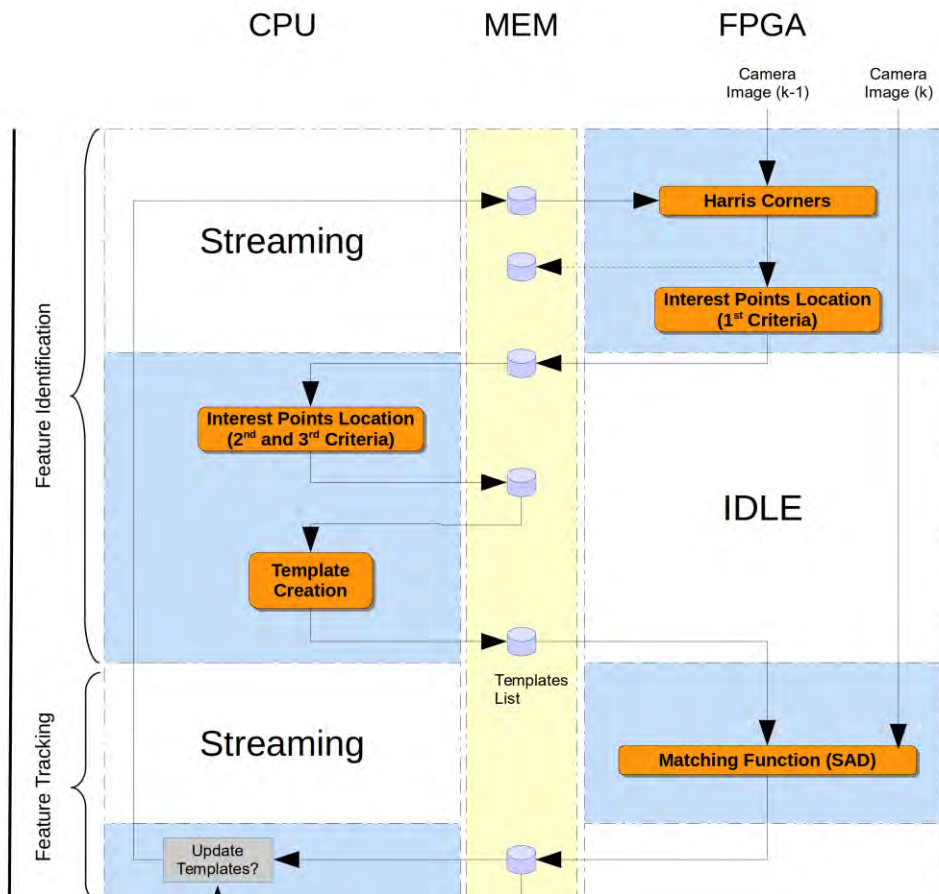 CPU
MEM
FPGA
Camera
Image (k-1)
Camera
Image (k)
Feature Identification
Streaming
Harris Corners
Interest Points Location
(1st Criteria)
Interest Points Location
(2nd and 3rd Criteria)
IDLE
Template
Creation
Templates
List
Feature Tracking
Streaming
Matching Function (SAD)
Update
Templates?